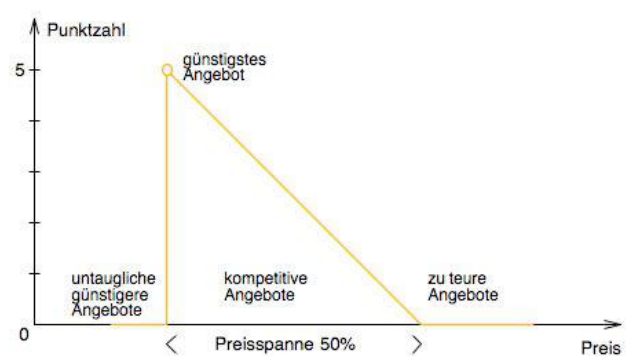 Punktzahl
5
günstigstes
Angebot
untaugliche
günstigere
Angebote
kompetitive
Angebote
zu teure
Angebote
0
Preisspanne 50%
Preis